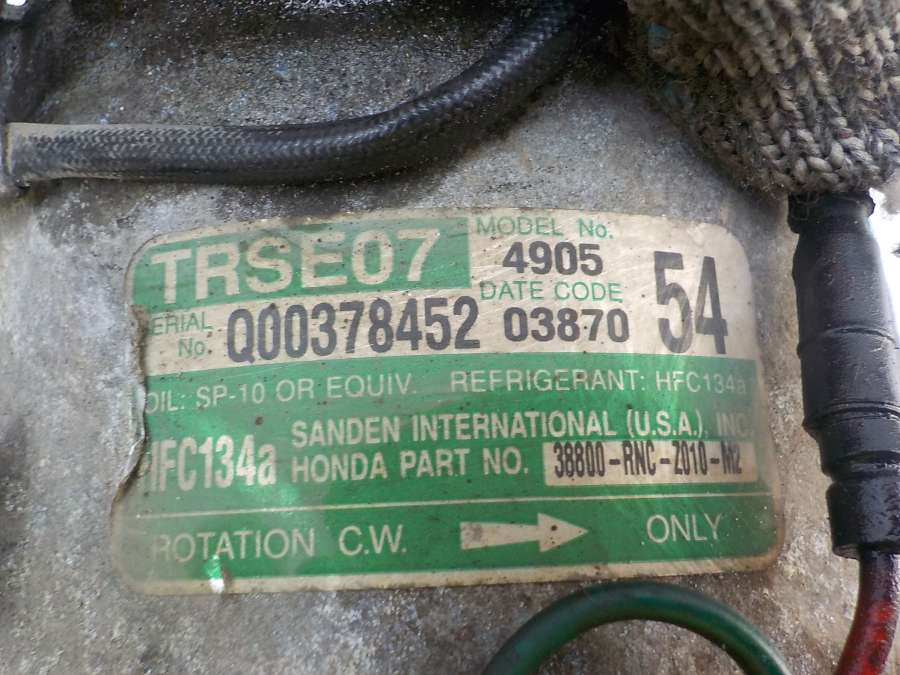 TRSE07 MODEL No. 4905
SERIAL No. Q00378452 DATE CODE 03870 54
OIL: SP-10 OR EQUIV. REFRIGERANT: HFC134a
HFC134a SANDEN INTERNATIONAL (U.S.A.), INC.
HONDA PART NO. 38800-RNC-Z010-M2
ROTATION C.W. ONLY